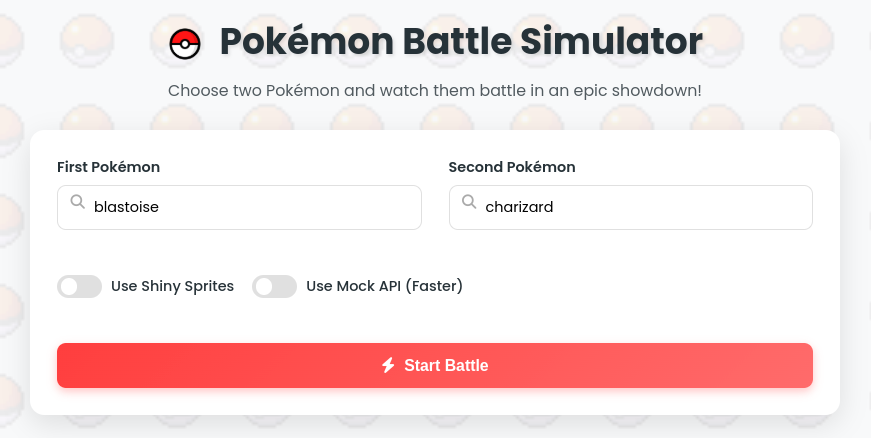 Pokémon Battle Simulator
Choose two Pokémon and watch them battle in an epic showdown!
First Pokémon
Second Pokémon
blastoise
charizard
Use Shiny Sprites
Use Mock API (Faster)
Start Battle